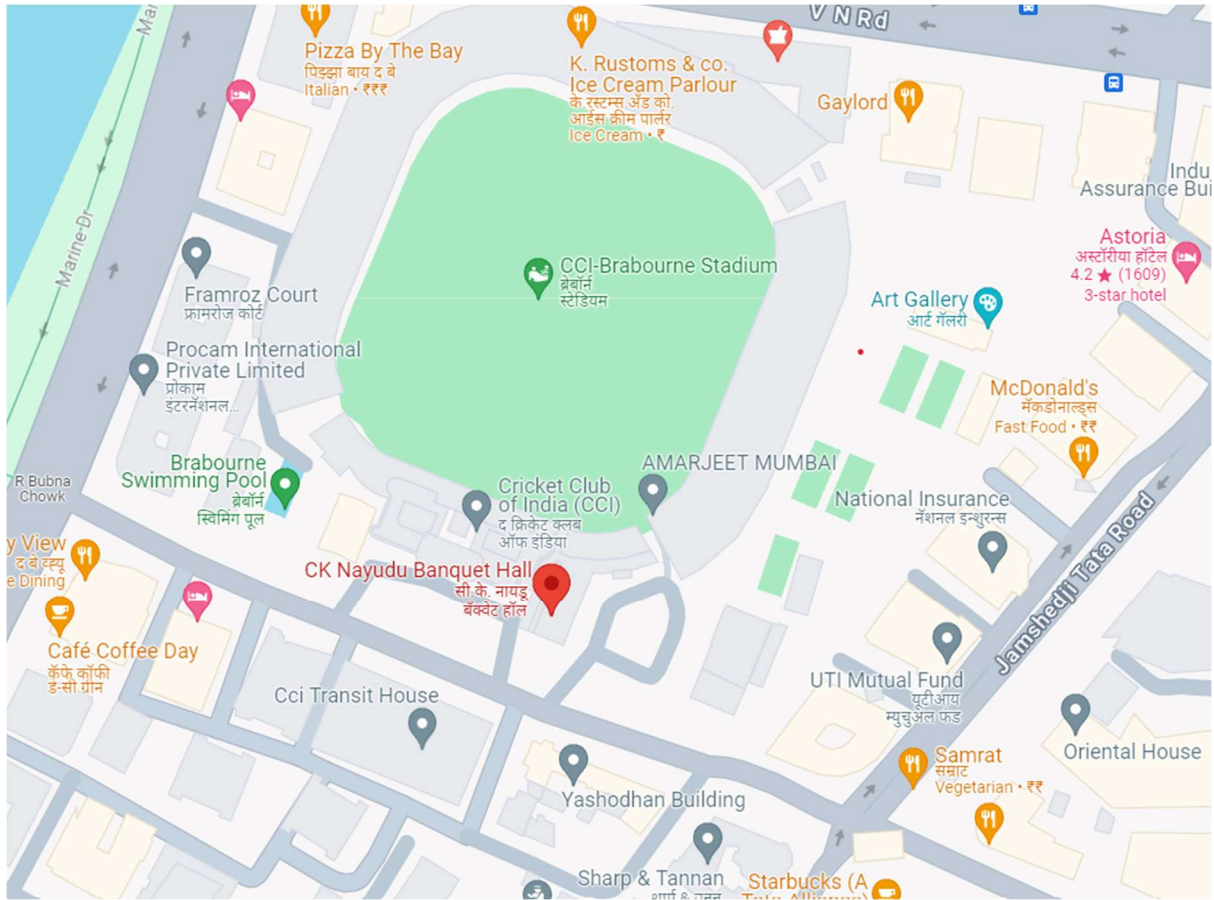 Mar
V N Rd
Pizza By The Bay
पिझ्झा बाय द बे
Italian • ₹₹₹
K. Rustoms & co.
Ice Cream Parlour
के रस्टम्स अँड को.
आईस क्रीम पार्लर
Ice Cream • ₹
Gaylord
Indu
Assurance Bui
Marine-Dr
Astoria
अॅस्टॉरीया हॉटेल
4.2 ★ (1609)
3-star hotel
CCI-Brabourne Stadium
ब्रेबॉर्न
स्टेडियम
Framroz Court
फ्रामरोज कोर्ट
Art Gallery
आर्ट गॅलरी
Procam International
Private Limited
प्रोकाम
इंटरनॅशनल...
McDonald's
मॅकडोनाल्ड्स
Fast Food • ₹₹
Brabourne
Swimming Pool
ब्रेबॉर्न
स्विमिंग पूल
AMARJEET MUMBAI
R Bubna
Chowk
Cricket Club
of India (CCI)
द क्रिकेट क्लब
ऑफ इंडिया
National Insurance
नॅशनल इन्शुरन्स
Jamshedji Tata Road
y View
द बे व्ह्यू
e Dining
CK Nayudu Banquet Hall
सी.के. नायडू
बॅंक्वेट हॉल
Café Coffee Day
कॅफे कॉफी
डे-सी ग्रीन
Cci Transit House
UTI Mutual Fund
यूटीआय
म्युचुअल फंड
Oriental House
Samrat
सम्राट
Vegetarian • ₹₹
Yashodhan Building
Sharp & Tannan
Starbucks (A
Tata Alliance)